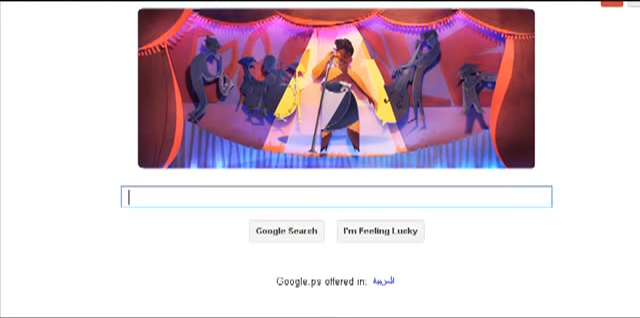 Google Search I'm Feeling Lucky
Google.ps offered in: العربية